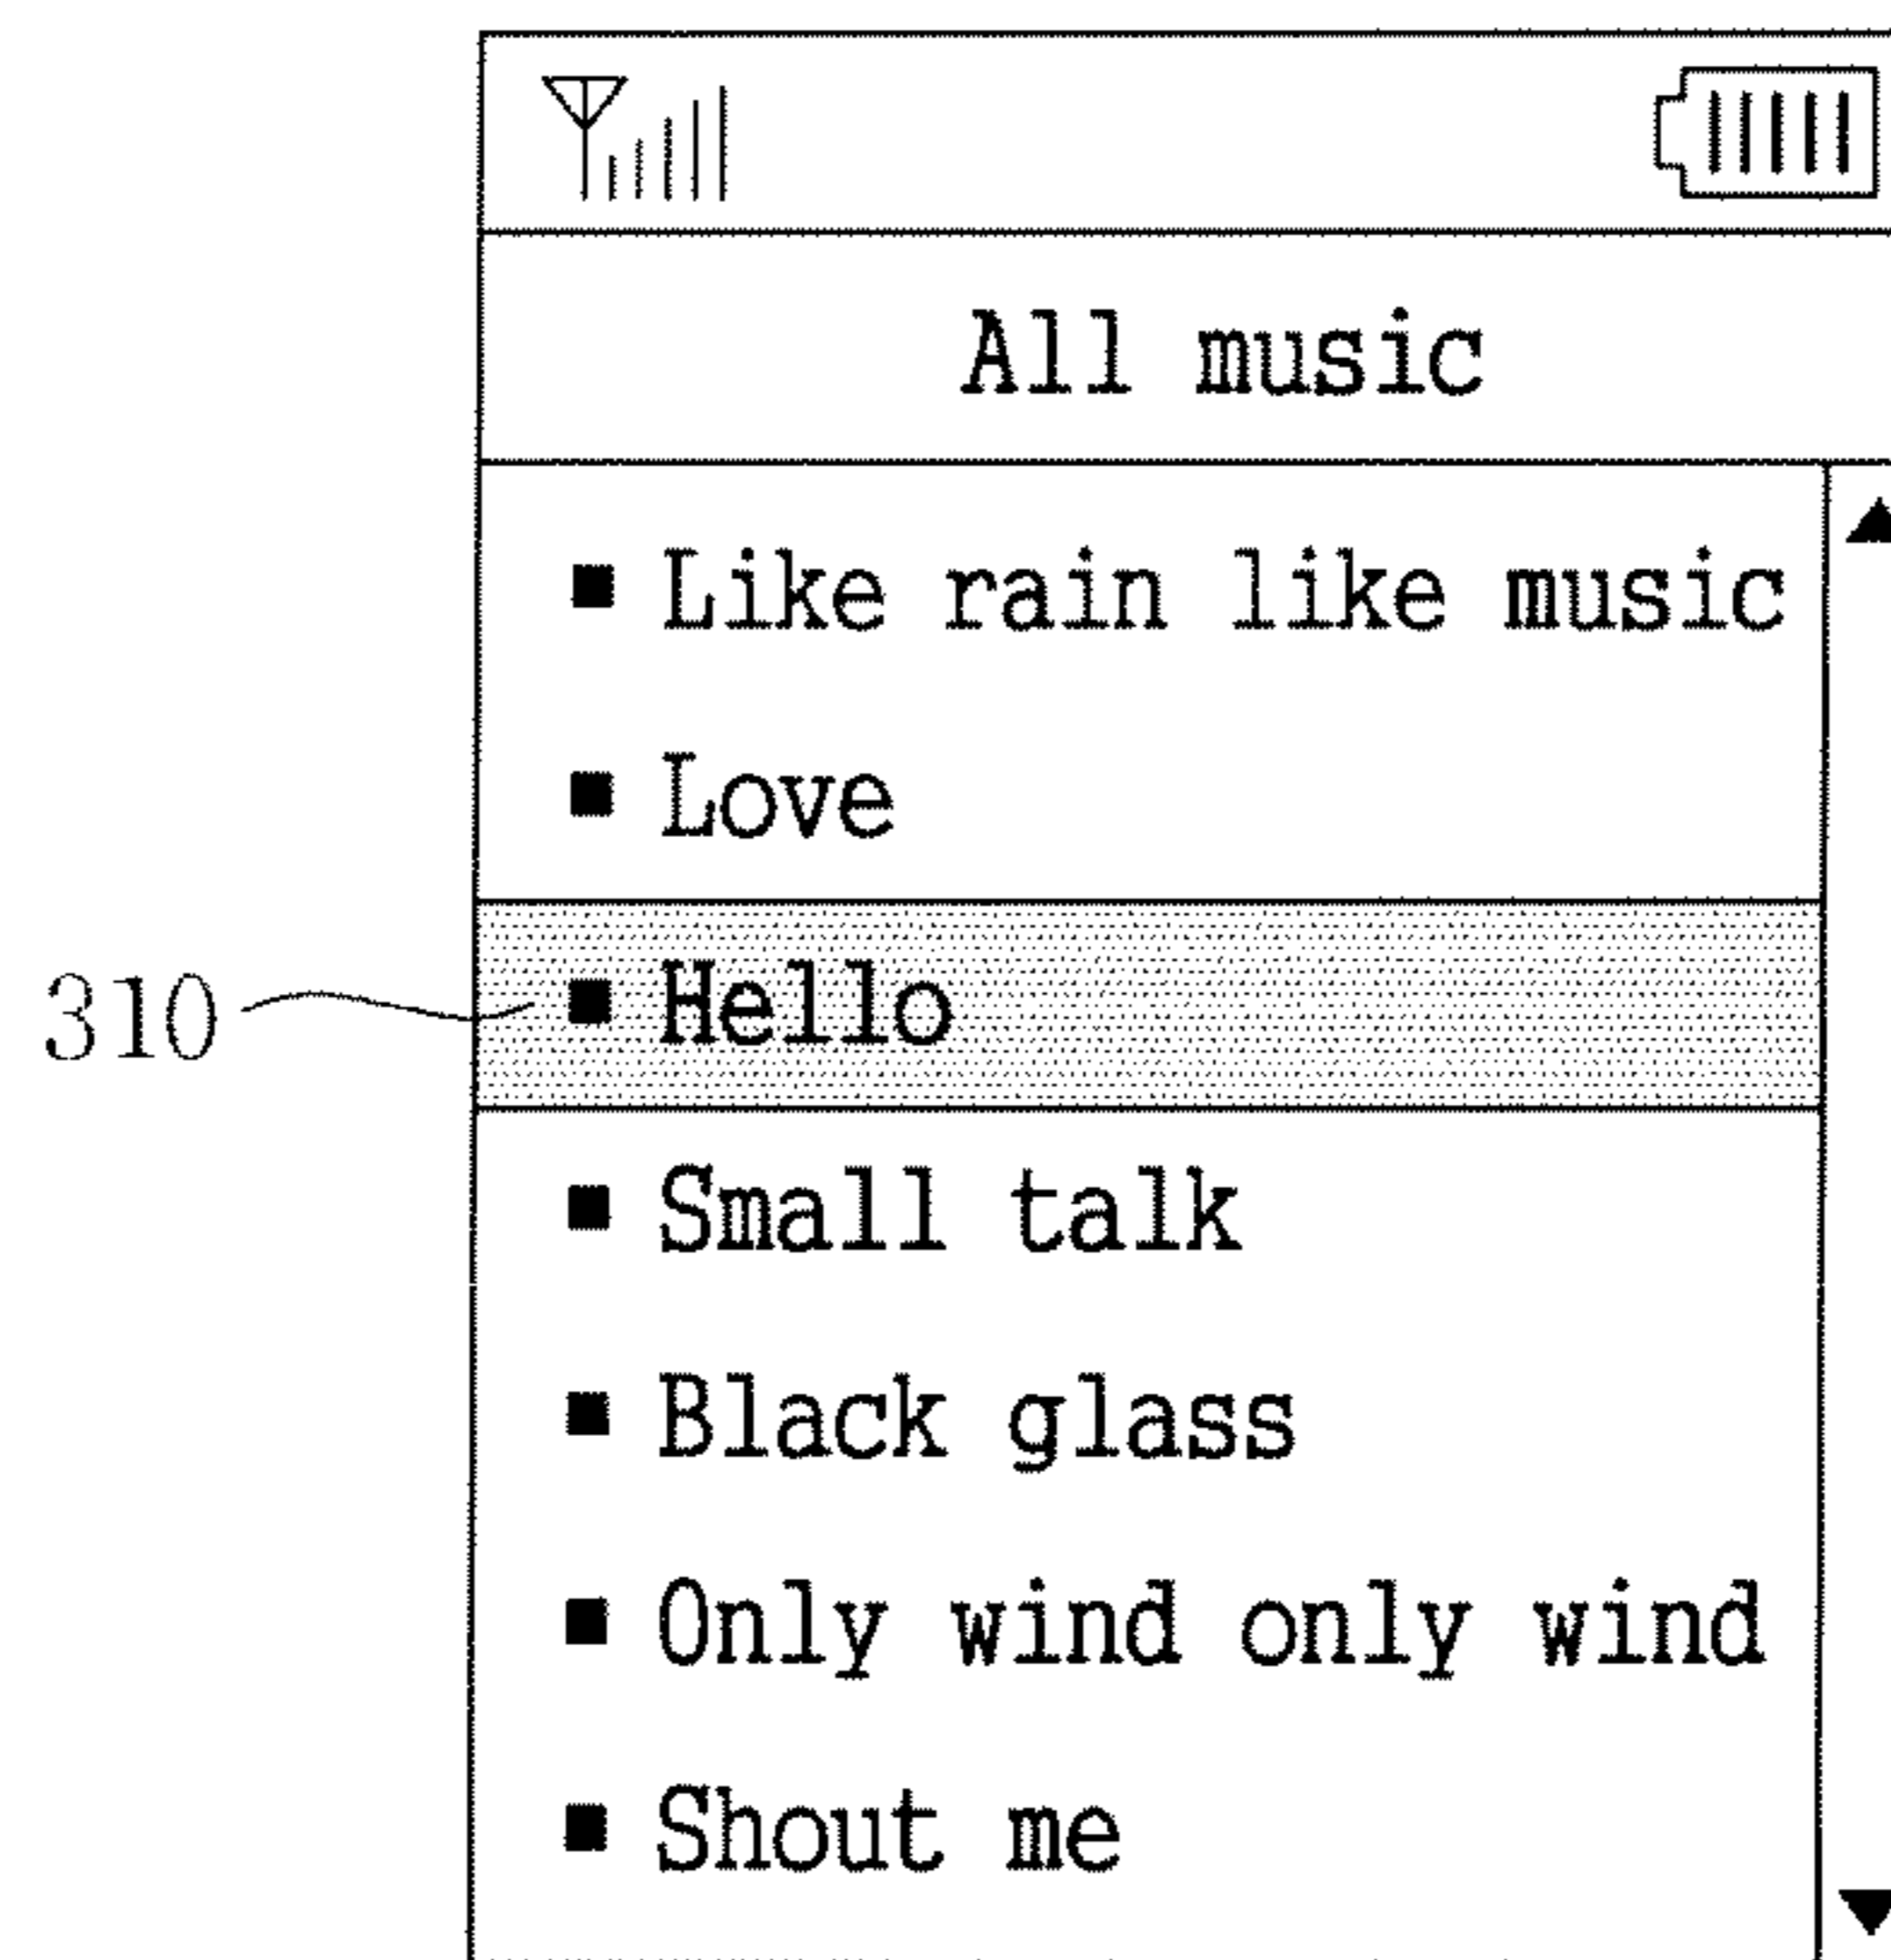 All music
■ Like rain like music
■ Love
310
■ Hello
■ Small talk
■ Black glass
■ Only wind only wind
■ Shout me